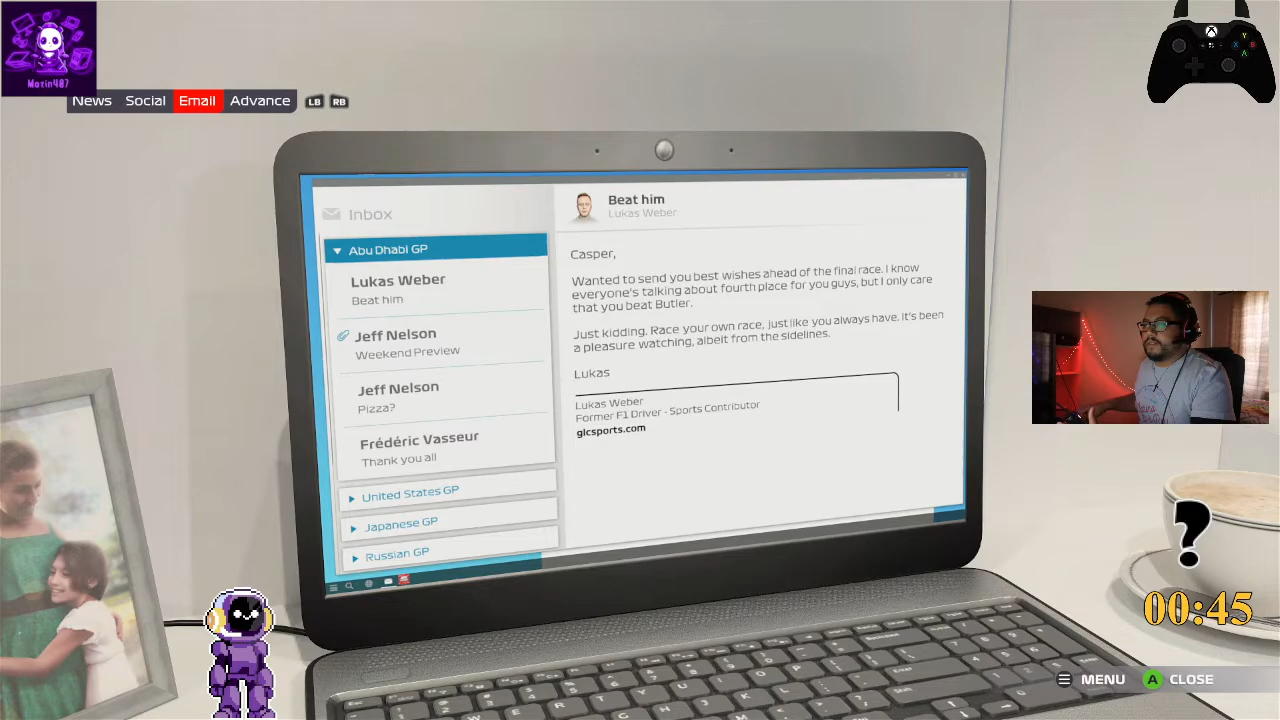 Mozin487
News Social Email Advance LB RB
Inbox
Abu Dhabi GP
Lukas Weber
Beat him
Jeff Nelson
Weekend Preview
Jeff Nelson
Pizza?
Frédéric Vasseur
Thank you all
United States GP
Japanese GP
Russian GP
Beat him
Lukas Weber
Casper,
Wanted to send you best wishes ahead of the final race. I know
everyone's talking about fourth place for you guys, but I only care
that you beat Butler.
Just kidding. Race your own race, just like you always have. It's been
a pleasure watching, albeit from the sidelines.
Lukas
Lukas Weber
Former F1 Driver - Sports Contributor
glcsports.com
?
00:45
MENU A CLOSE